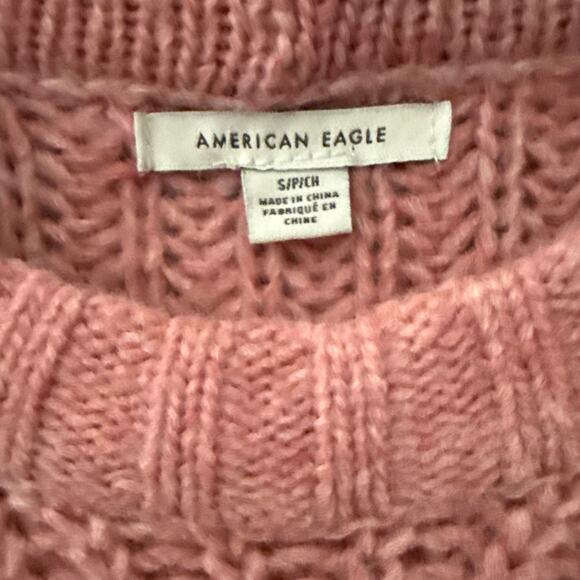 AMERICAN EAGLE
S/P/CH
MADE IN CHINA
FABRIQUÉ EN
CHINE